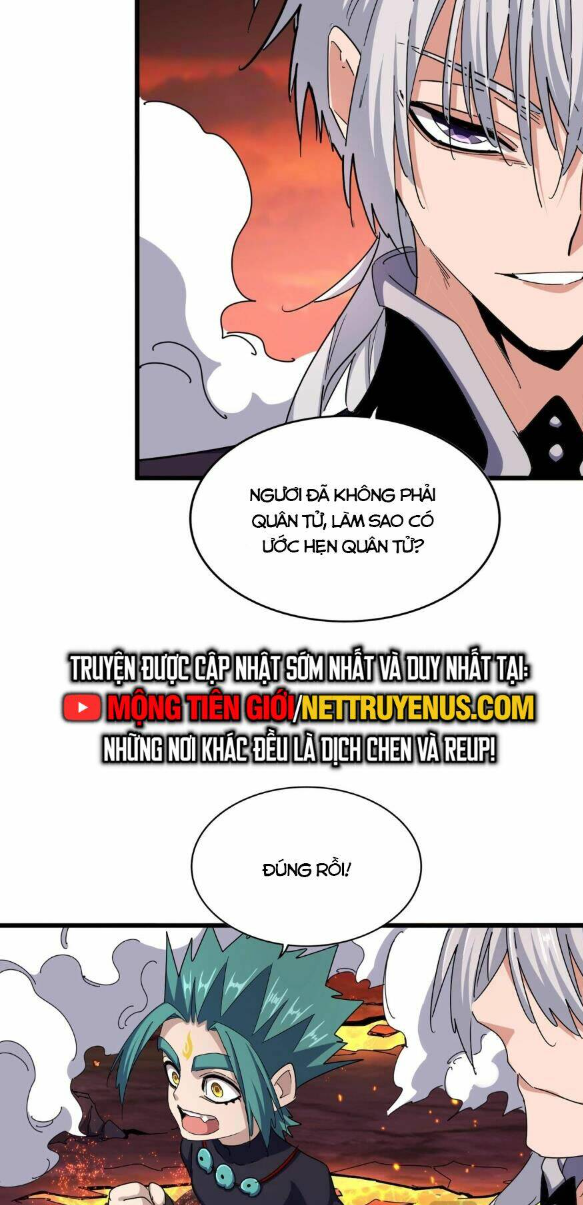 NGƯƠI ĐÃ KHÔNG PHẢI
QUÂN TỬ, LÀM SAO CÓ
ƯỚC HẸN QUÂN TỬ?
TRUYỆN ĐƯỢC CẬP NHẬT SỚM NHẤT VÀ DUY NHẤT TẠI:
MỘNG TIÊN GIỚI/NETTRUYENUS.COM
NHỮNG NƠI KHÁC ĐỀU LÀ DỊCH CHEN VÀ REUP!
ĐÚNG RỒI!